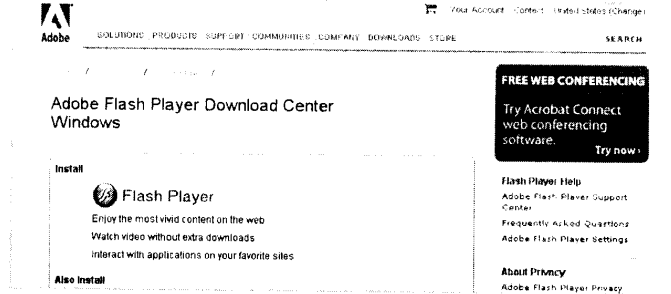 Your Account Contact United States (Change)
Adobe
SOLUTIONS PRODUCTS SUPPORT COMMUNITIES COMPANY DOWNLOADS STORE
SEARCH
/ / /
Adobe Flash Player Download Center
Windows
Install
Flash Player
Enjoy the most vivid content on the web
Watch video without extra downloads
Interact with applications on your favorite sites
Also Install
FREE WEB CONFERENCING
Try Acrobat Connect
web conferencing
software.
Try now ›
Flash Player Help
Adobe Flash Player Support
Center
Frequently Asked Questions
Adobe Flash Player Settings
About Privacy
Adobe Flash Player Privacy